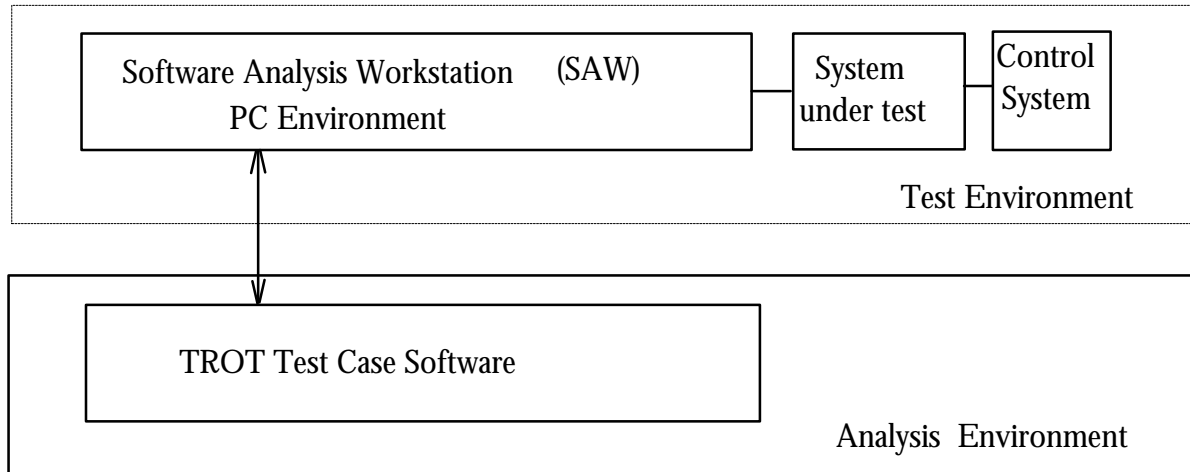 Software Analysis Workstation (SAW)
PC Environment
System
under test
Control
System
Test Environment
TROT Test Case Software
Analysis Environment